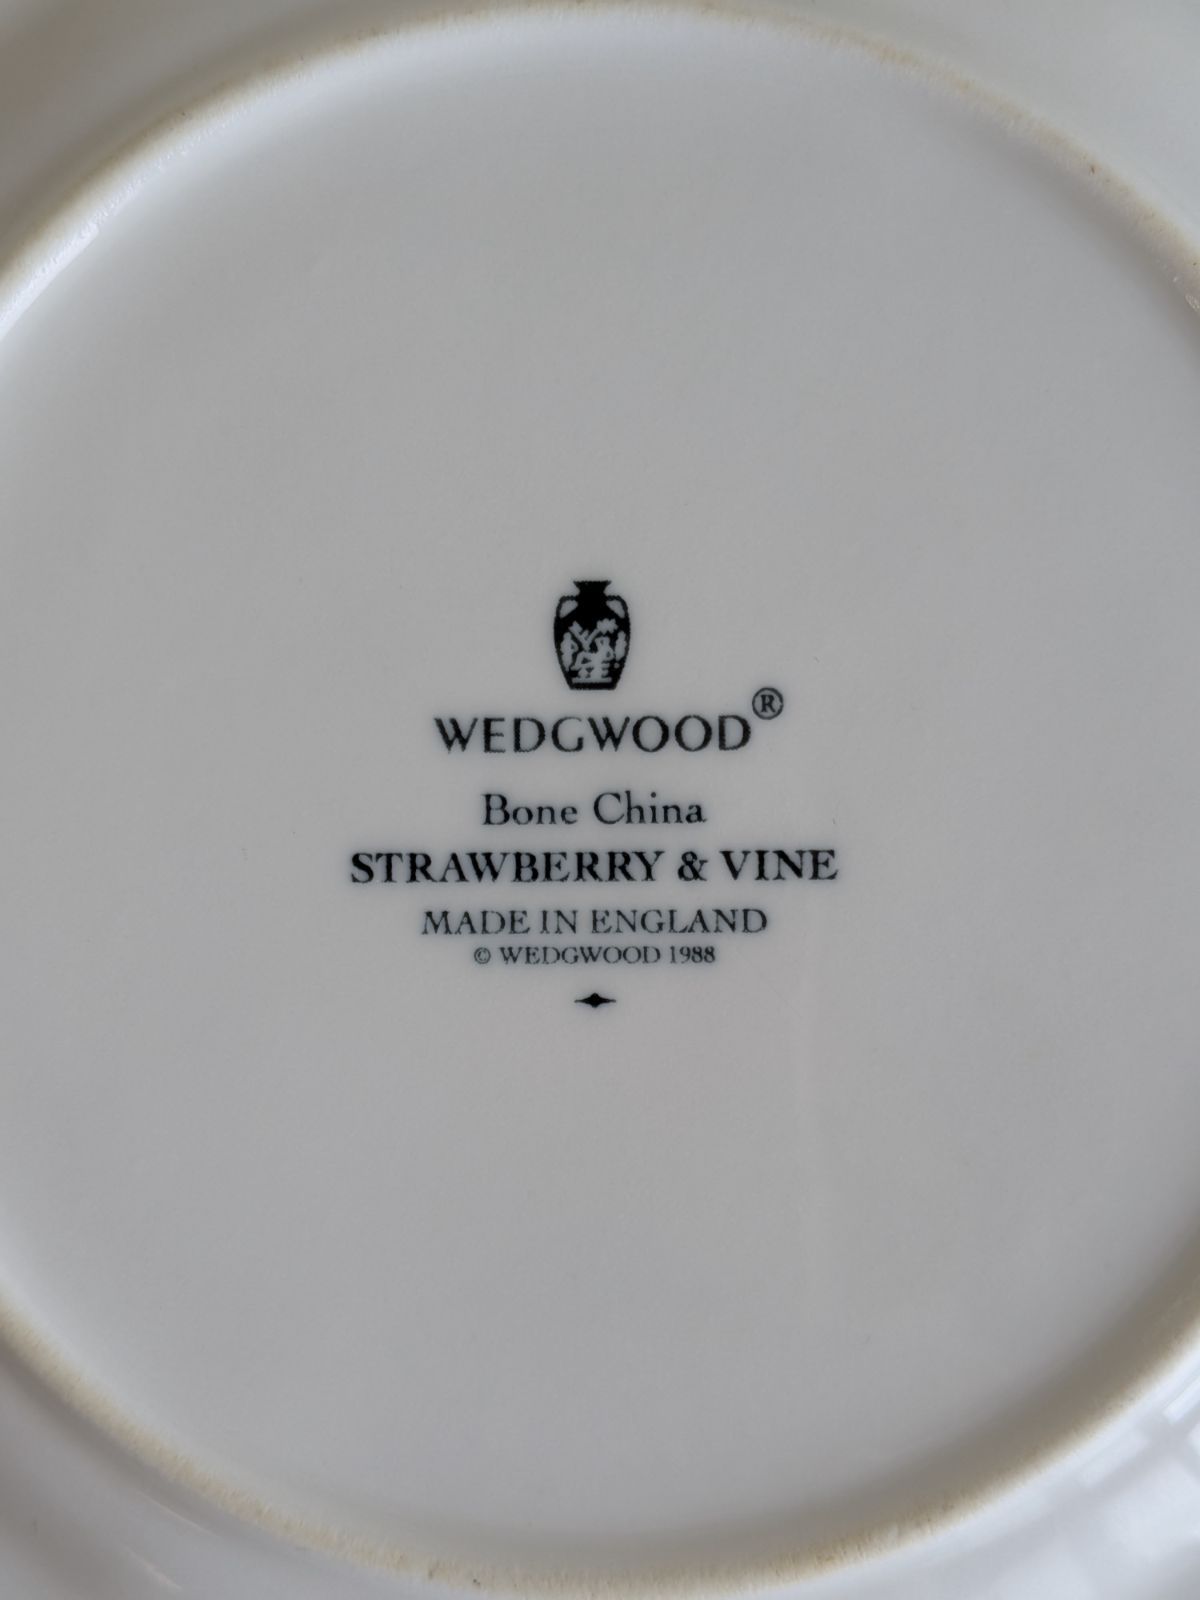 WEDGWOOD®
Bone China
STRAWBERRY & VINE
MADE IN ENGLAND
© WEDGWOOD 1988